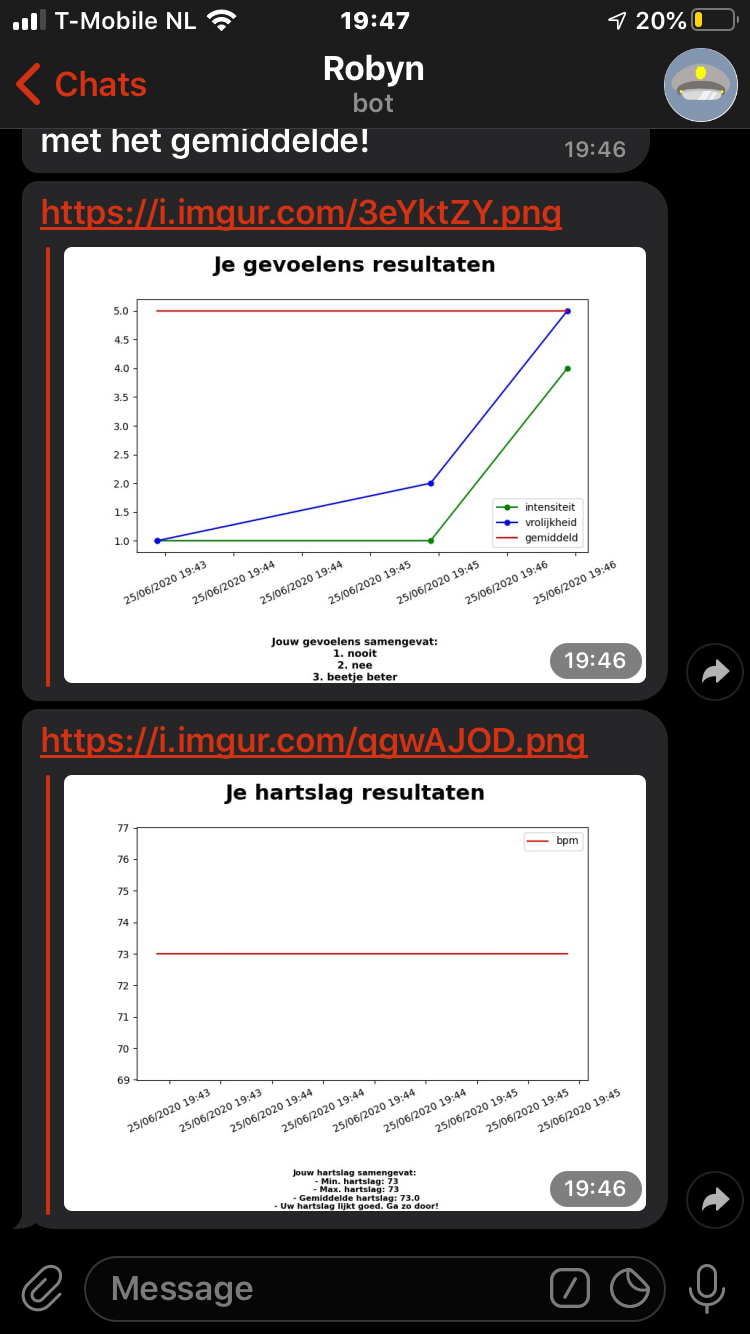 T-Mobile NL 19:47 20%
Chats
Robyn
bot
met het gemiddelde!
19:46
https://i.imgur.com/3eYktZY.png
Je gevoelens resultaten
5.0
4.5
4.0
3.5
3.0
2.5
2.0
1.5
1.0
intensiteit
vrolijkheid
gemiddeld
25/06/2020 19:43
25/06/2020 19:44
25/06/2020 19:44
25/06/2020 19:45
25/06/2020 19:45
25/06/2020 19:46
25/06/2020 19:46
Jouw gevoelens samengevat:
1. nooit
2. nee
3. beetje beter
19:46
https://i.imgur.com/qgwAJOD.png
Je hartslag resultaten
77
76
75
74
73
72
71
70
69
bpm
25/06/2020 19:43
25/06/2020 19:43
25/06/2020 19:44
25/06/2020 19:44
25/06/2020 19:44
25/06/2020 19:44
25/06/2020 19:45
25/06/2020 19:45
25/06/2020 19:45
Jouw hartslag samengevat:
- Min. hartslag: 73
- Max. hartslag: 73
- Gemiddelde hartslag: 73.0
- Uw hartslag lijkt goed. Ga zo door!
19:46
Message